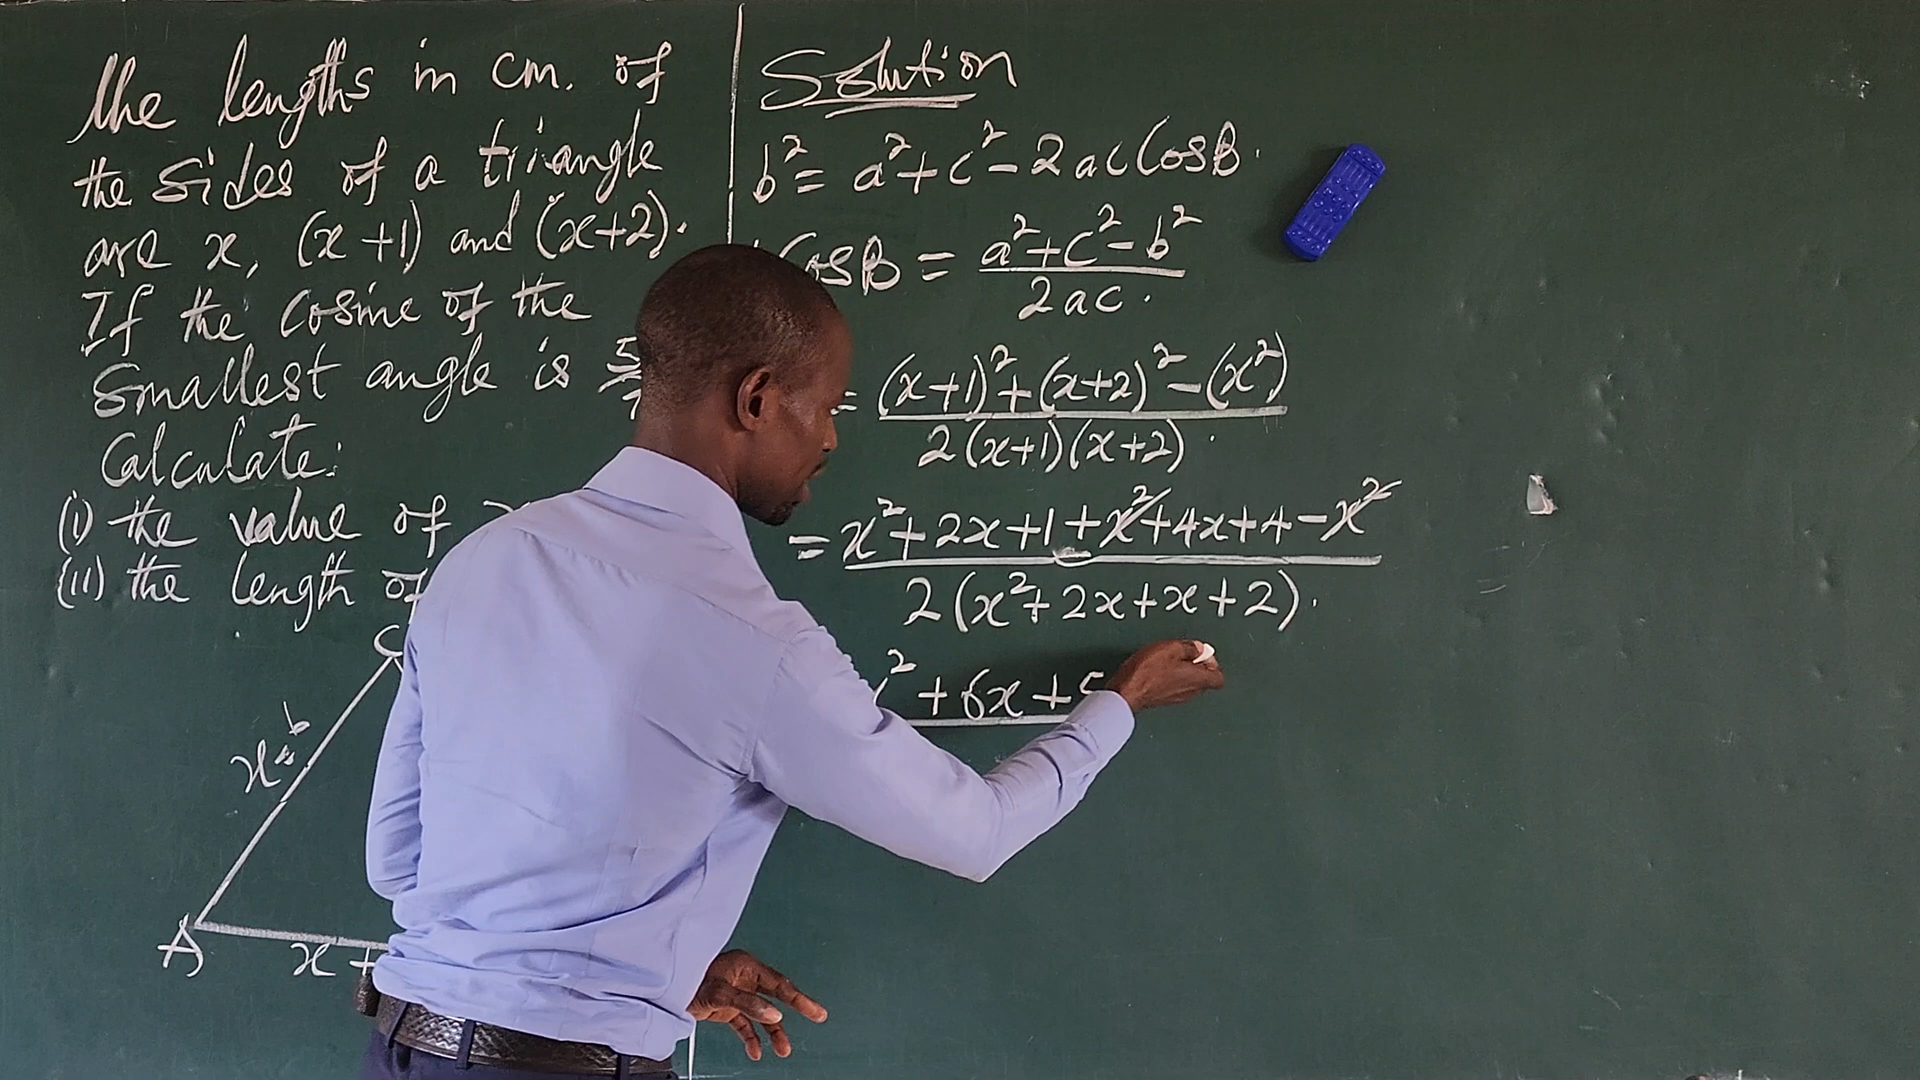 The lengths in cm. of
the sides of a triangle
are x, (x+1) and (x+2).
If the Cosine of the
Smallest angle is
Calculate:
(i) the value of
(ii) the length of
C
b
x
A
x +
Solution
b² = a² + c² - 2acCosB.
CosB = a² + c² - b²
2ac.
= (x+1)² + (x+2)² - (x²)
2(x+1)(x+2).
= x² + 2x + 1 + x² + 4x + 4 - x²
2(x² + 2x + x + 2).
² + 6x + 5